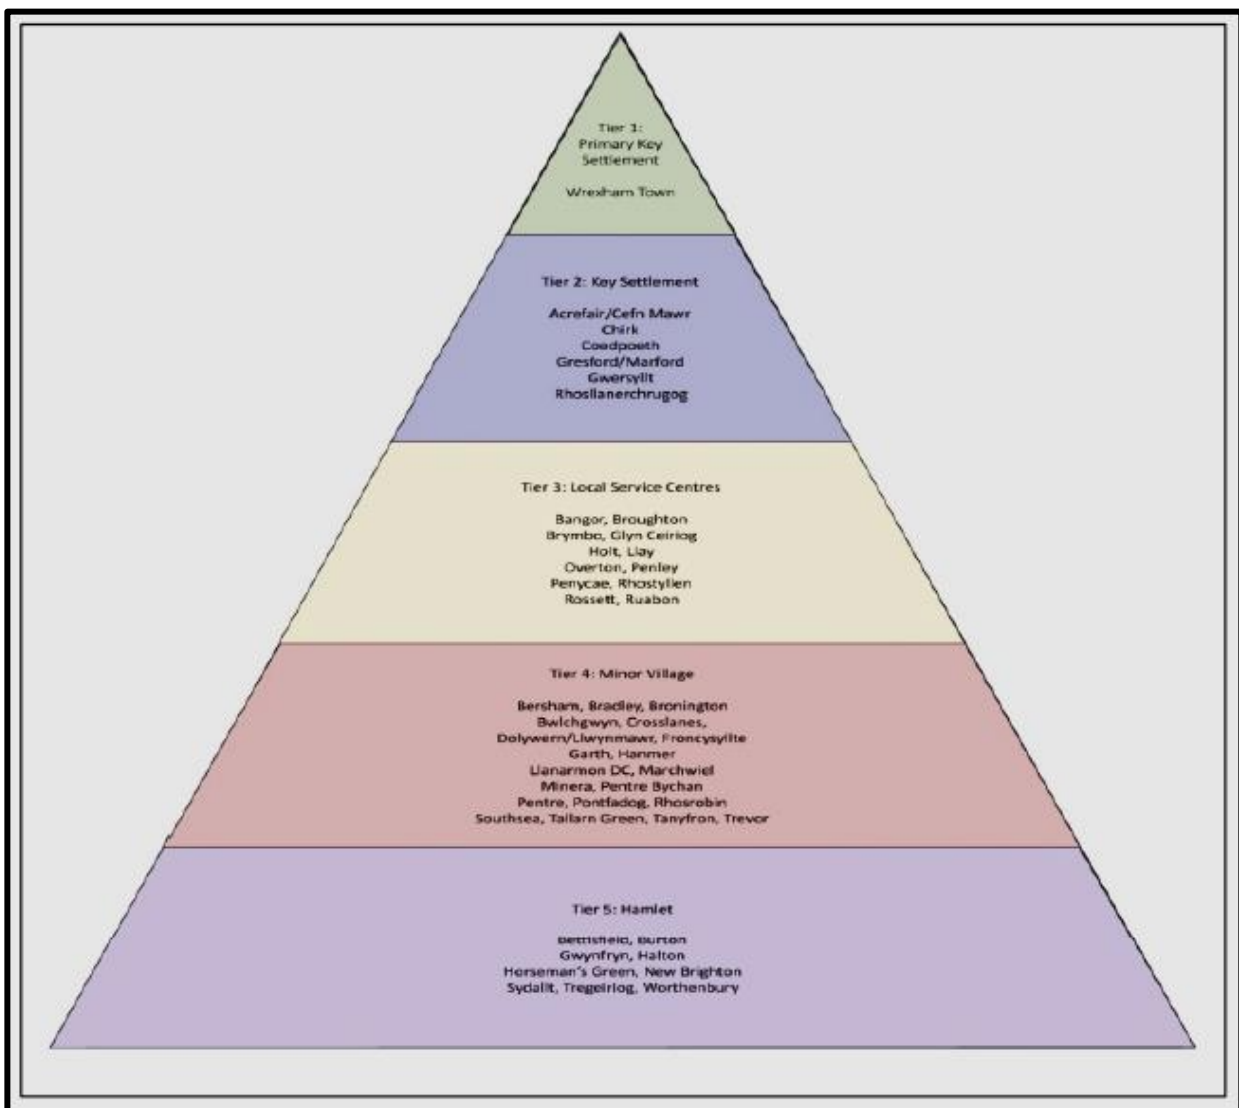 Tier 1:
Primary Key
Settlement
Wrexham Town
Tier 2: Key Settlement
Acrefair/Cefn Mawr
Chirk
Coedpoeth
Gresford/Marford
Gwersyllt
Rhosllanerchrugog
Tier 3: Local Service Centres
Bangor, Broughton
Brymbo, Glyn Ceiriog
Holt, Llay
Overton, Penley
Penycae, Rhostyllen
Rossett, Ruabon
Tier 4: Minor Village
Bersham, Bradley, Bronington
Bwlchgwyn, Crosslanes,
Dolywern/Llwynmawr, Froncysyllte
Garth, Hanmer
Llanarmon DC, Marchwiel
Minera, Pentre Bychan
Pentre, Pontfadog, Rhosrobin
Southsea, Tallarn Green, Tanyfron, Trevor
Tier 5: Hamlet
Bettisfield, Burton
Gwynfryn, Halton
Horseman's Green, New Brighton
Sydallt, Tregeiriog, Worthenbury